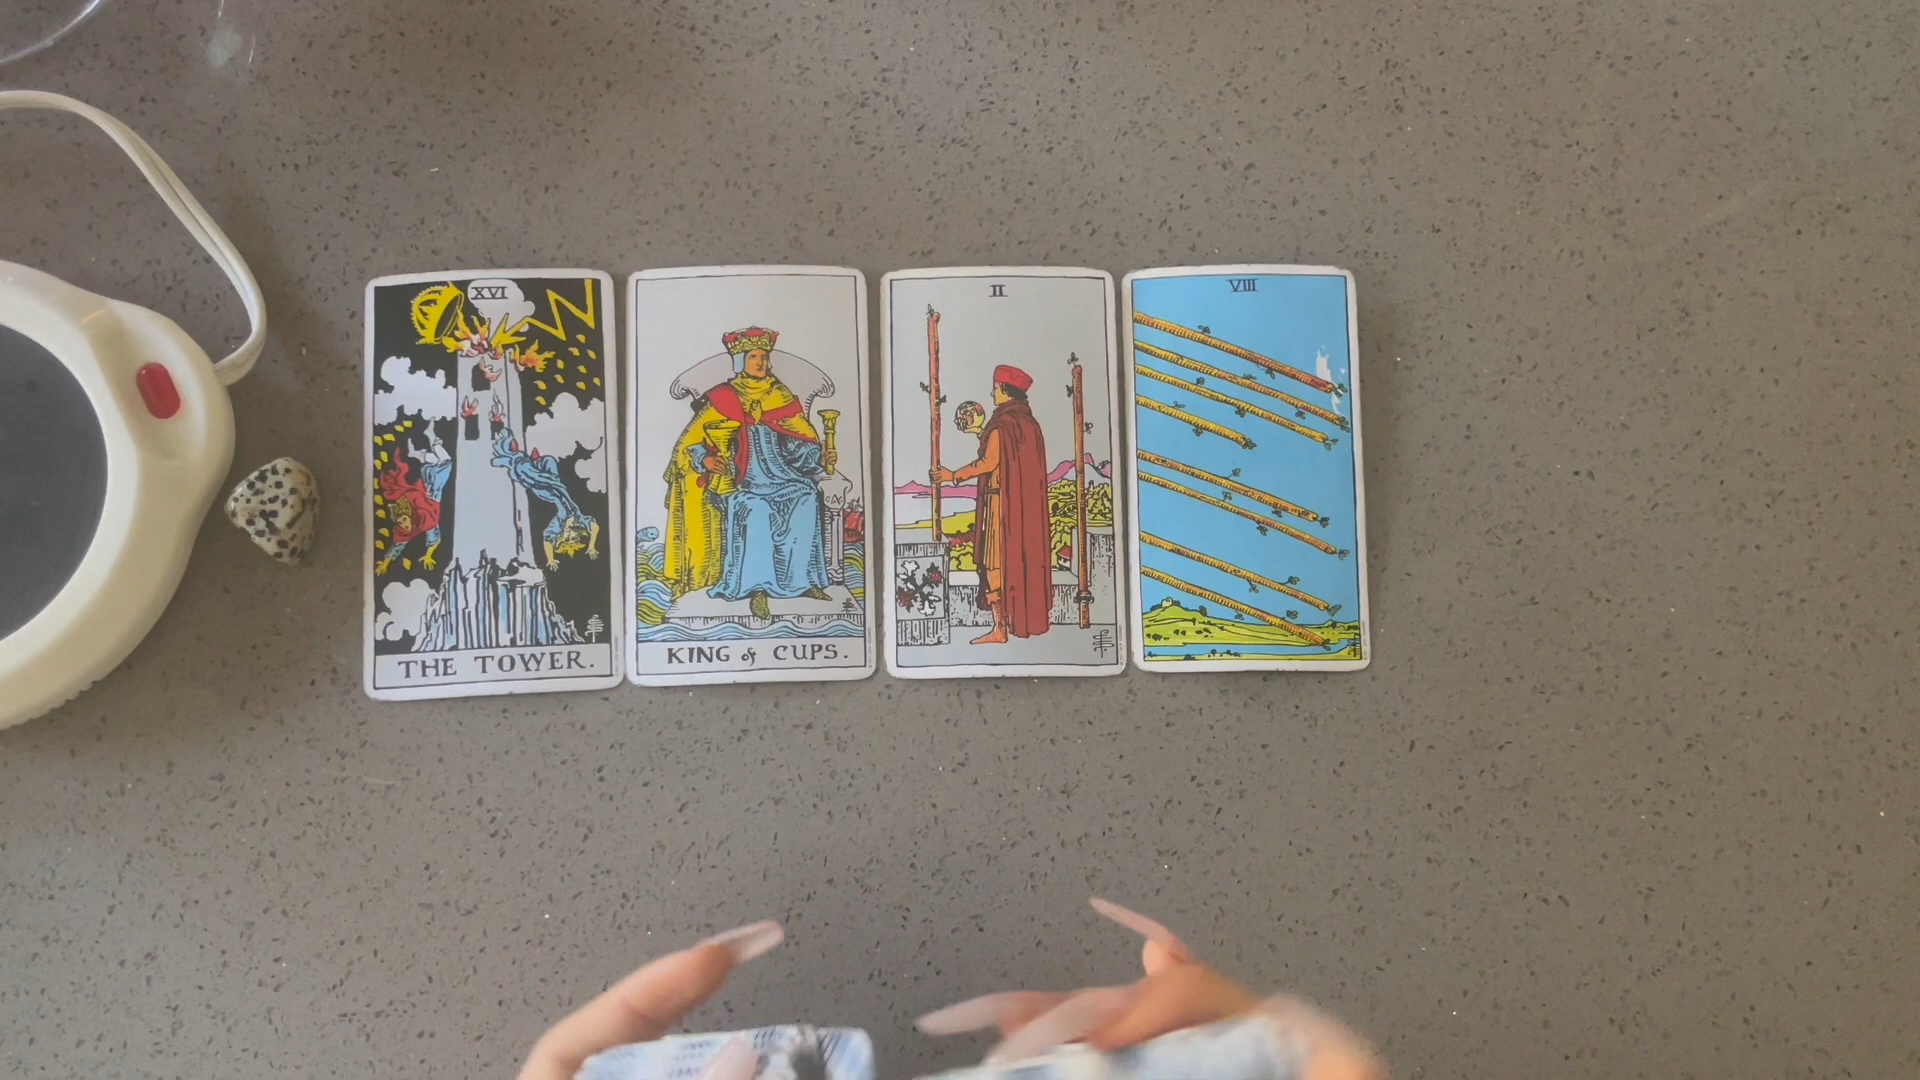 XVI
THE TOWER.
KING of CUPS.
II
VIII